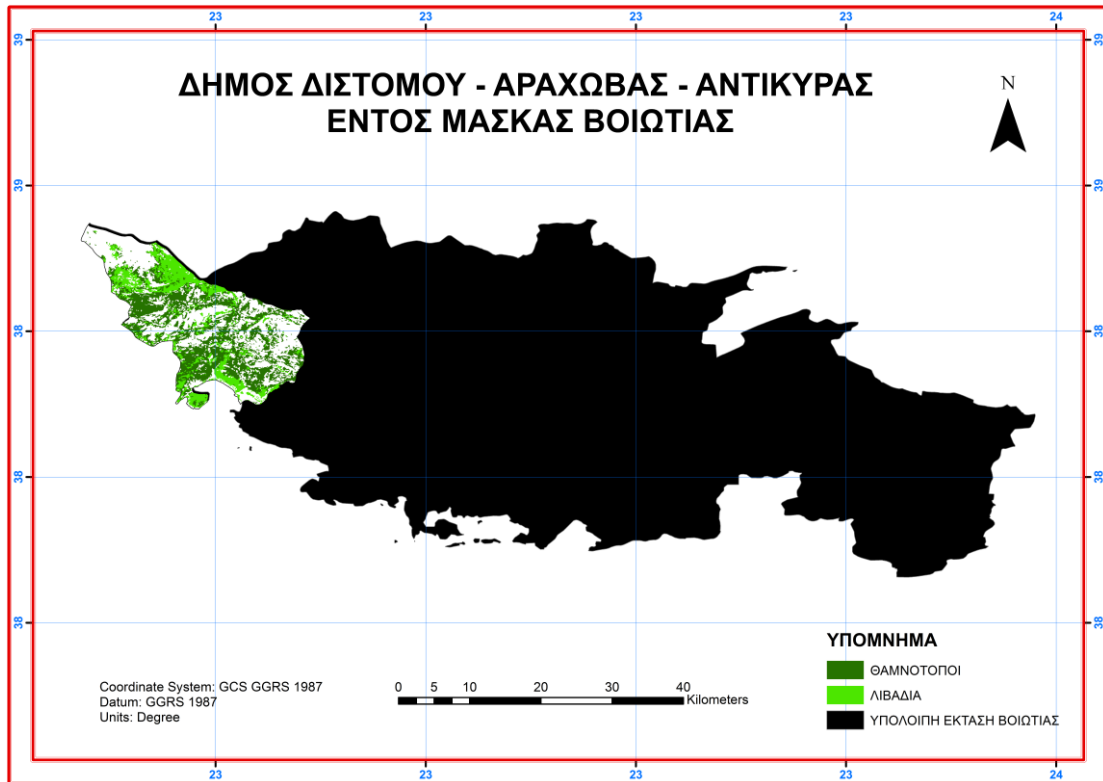 23 23 23 23 24
39 39
ΔΗΜΟΣ ΔΙΣΤΟΜΟΥ - ΑΡΑΧΩΒΑΣ - ΑΝΤΙΚΥΡΑΣ
ΕΝΤΟΣ ΜΑΣΚΑΣ ΒΟΙΩΤΙΑΣ
N
39 39
38 38
38 38
38 38
ΥΠΟΜΝΗΜΑ
ΘΑΜΝΟΤΟΠΟΙ
ΛΙΒΑΔΙΑ
ΥΠΟΛΟΙΠΗ ΕΚΤΑΣΗ ΒΟΙΩΤΙΑΣ
Coordinate System: GCS GGRS 1987
Datum: GGRS 1987
Units: Degree
0 5 10 20 30 40
Kilometers
23 23 23 23 24